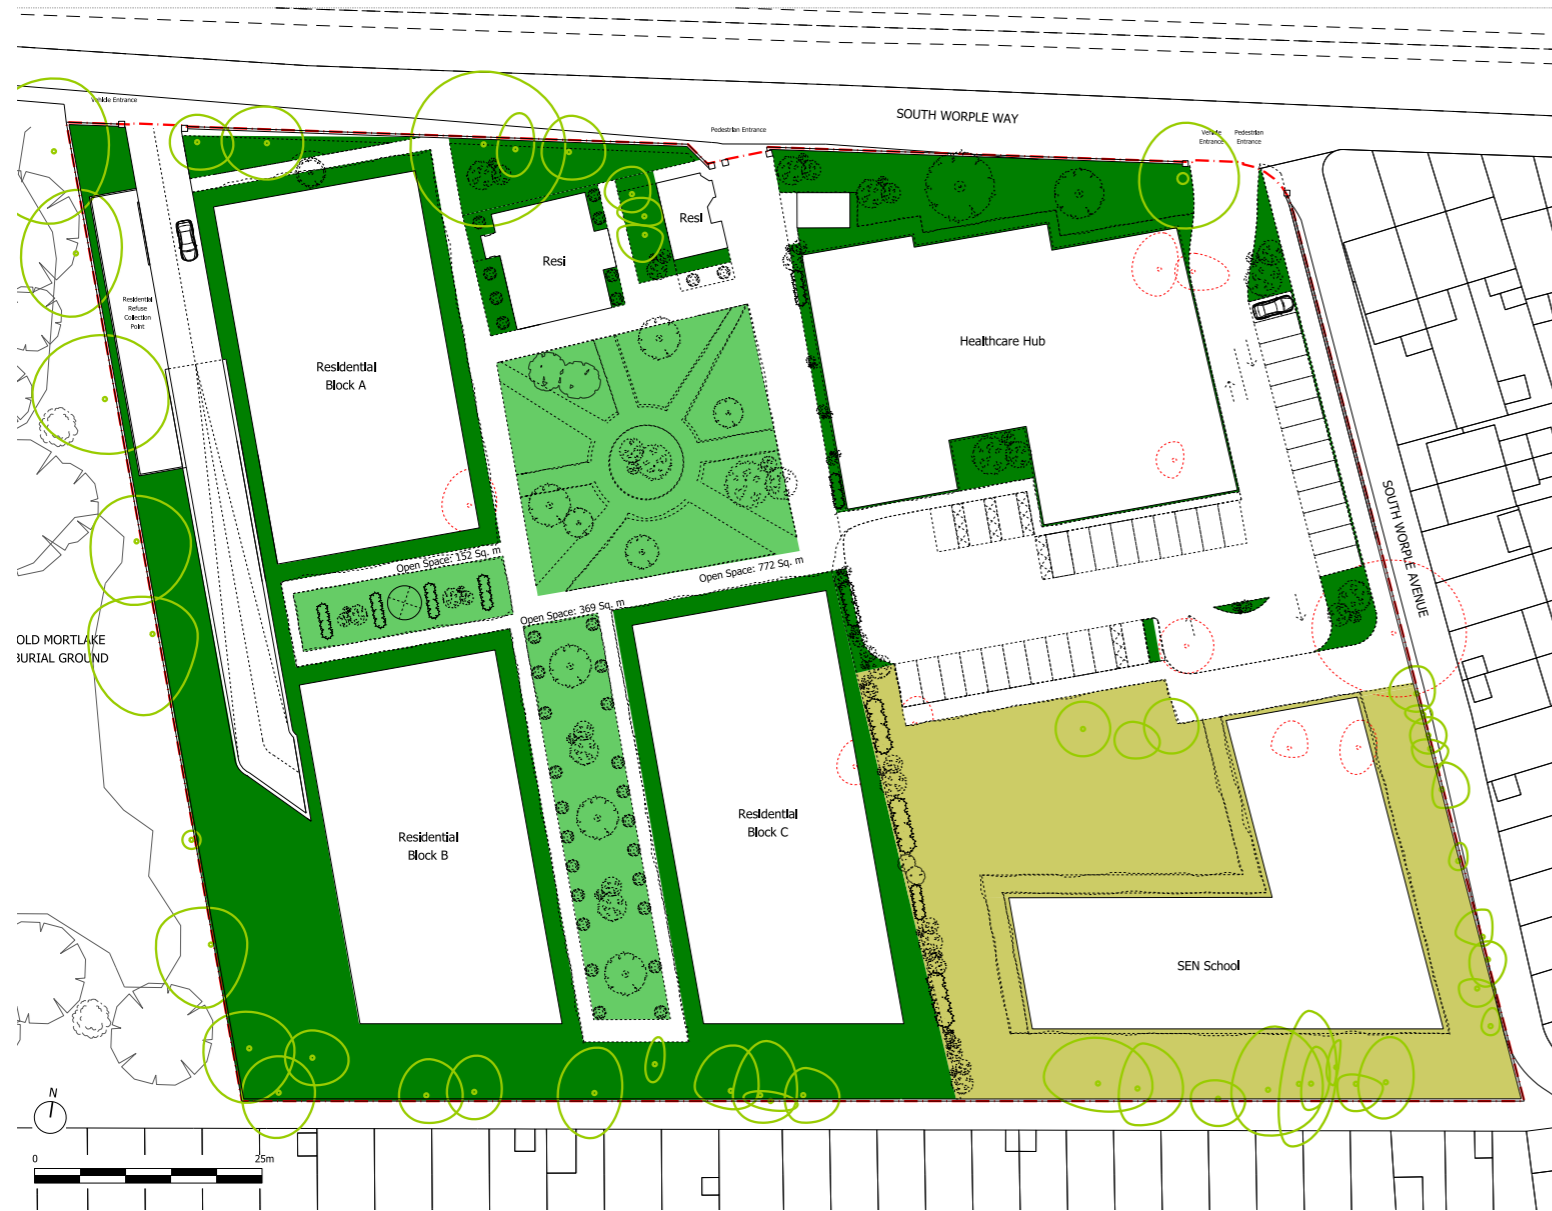 SOUTH WORPLE WAY
Vehicle Entrance
Pedestrian Entrance
Vehicle
Entrance
Pedestrian
Entrance
Resi
Resi
Residential
Refuse
Collection
Point
Healthcare Hub
Residential
Block A
SOUTH WORPLE AVENUE
Open Space: 152 Sq. m
Open Space: 772 Sq. m
Open Space: 369 Sq. m
OLD MORTLAKE
BURIAL GROUND
Residential
Block B
Residential
Block C
SEN School
N
0
25m